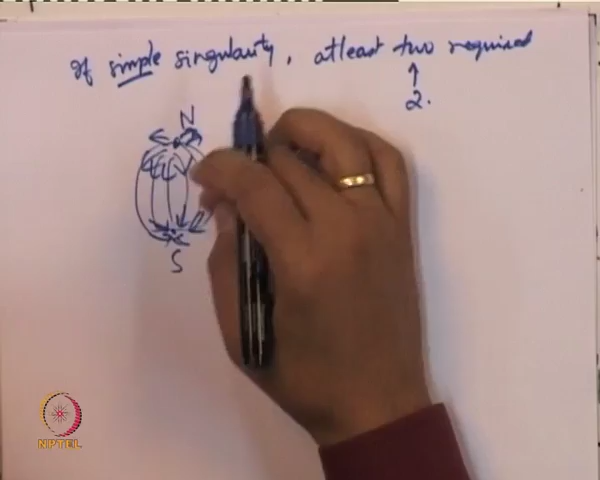 If simple singularity, atleast two required
2.
N
S
NPTEL